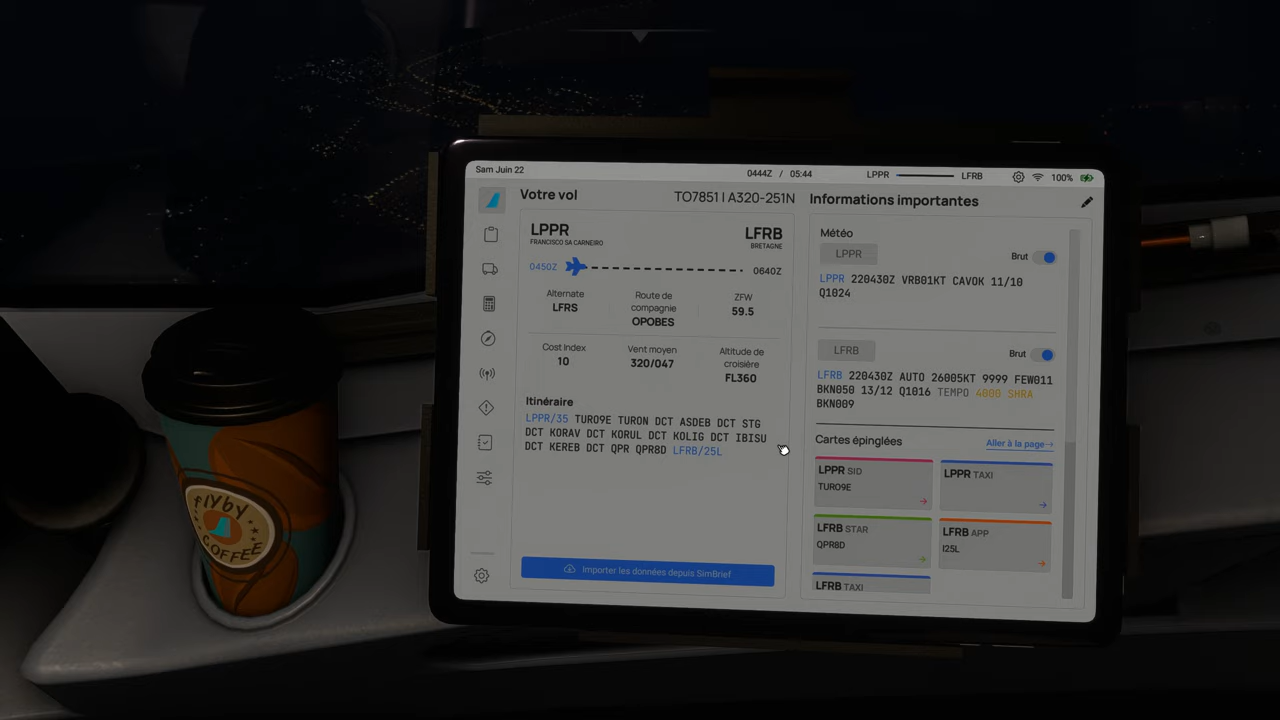 Sam Juin 22
0444Z / 05:44
LPPR LFRB
100%
Votre vol
TO7851 | A320-251N
LPPR
FRANCISCO SA CARNEIRO
LFRB
BRETAGNE
0450Z
0640Z
Alternate
LFRS
Route de
compagnie
OPOBES
ZFW
59.5
Cost Index
10
Vent moyen
320/047
Altitude de
croisière
FL360
Itinéraire
LPPR/35 TURO9E TURON DCT ASDEB DCT STG
DCT KORAV DCT KORUL DCT KOLIG DCT IBISU
DCT KEREB DCT QPR QPR8D LFRB/25L
Importer les données depuis SimBrief
Informations importantes
Météo
LPPR
Brut
LPPR 220430Z VRB01KT CAVOK 11/10
Q1024
LFRB
Brut
LFRB 220430Z AUTO 26005KT 9999 FEW011
BKN050 13/12 Q1016 TEMPO 4000 SHRA
BKN009
Cartes épinglées
Aller à la page→
LPPR SID
TURO9E
LPPR TAXI
LFRB STAR
QPR8D
LFRB APP
I25L
LFRB TAXI
flyby
COFFEE